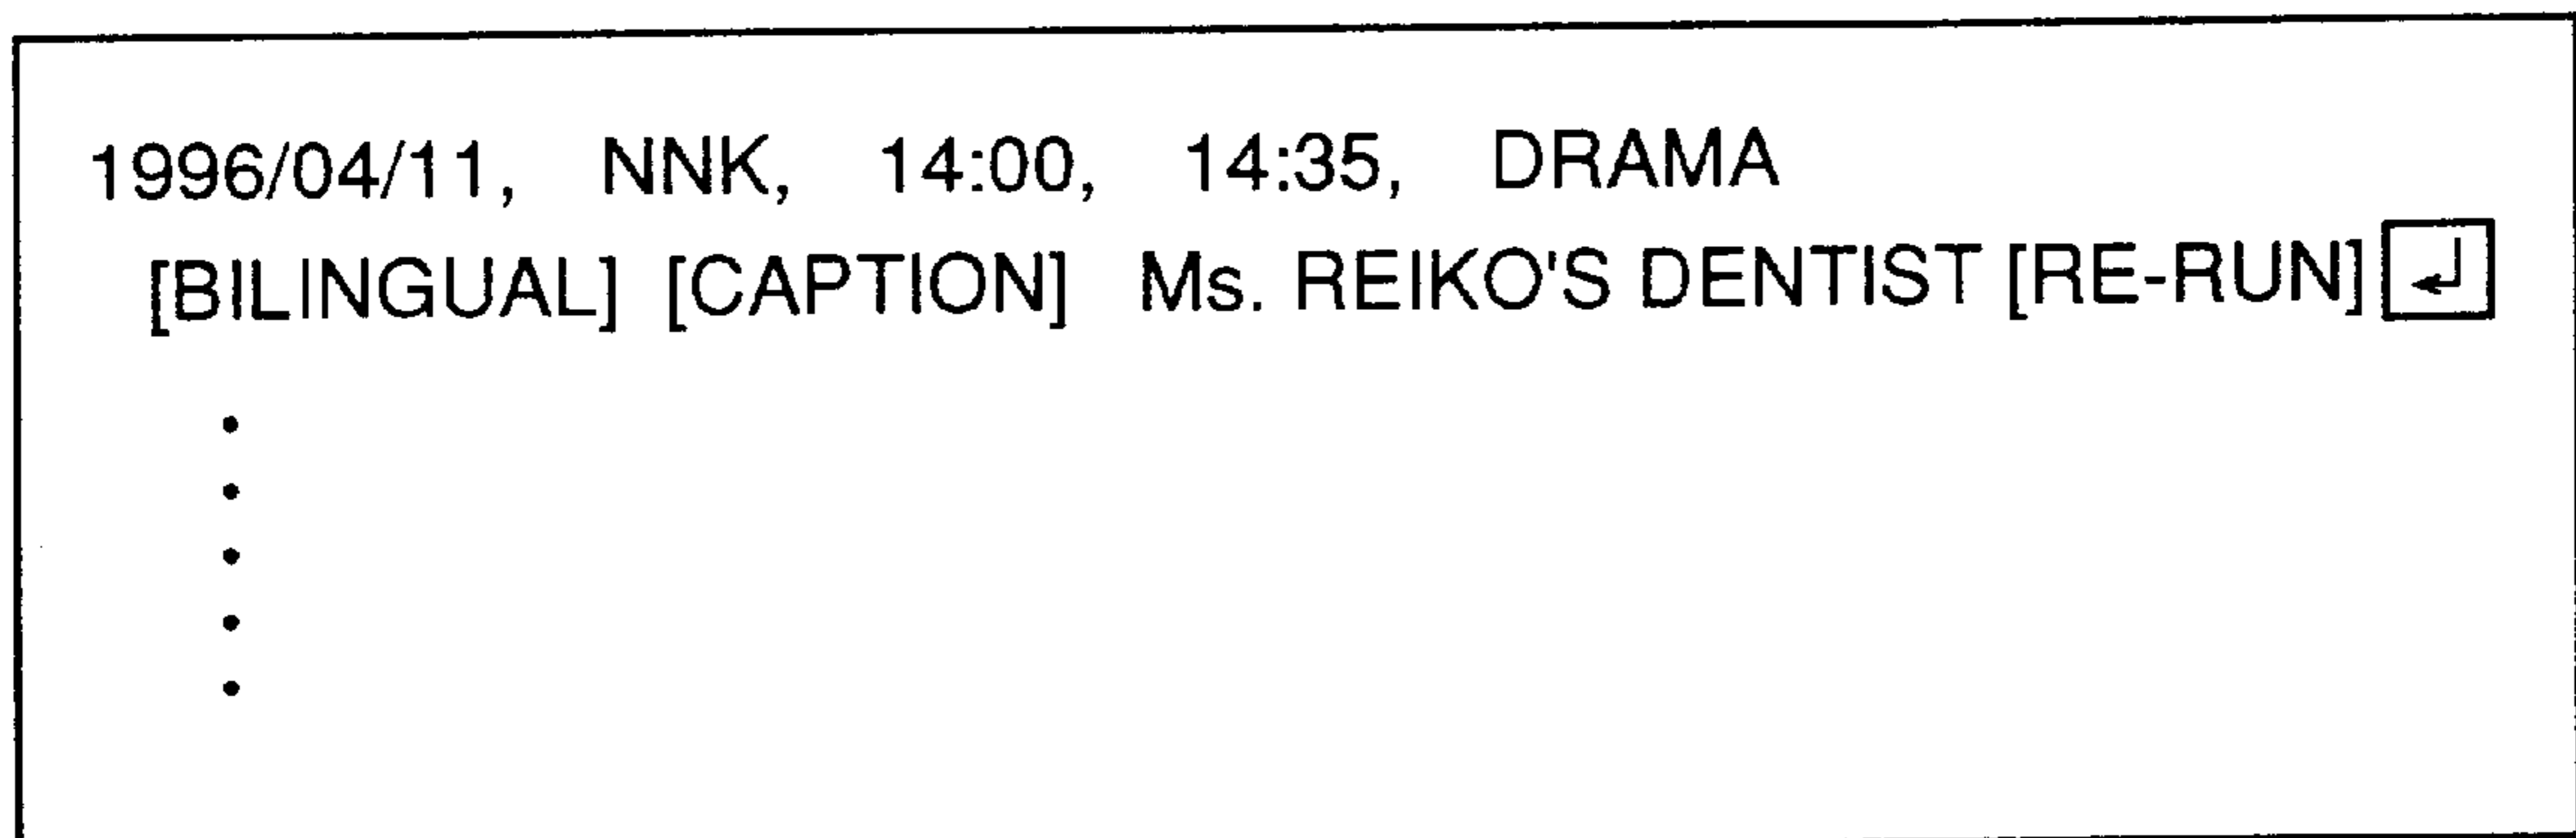 1996/04/11, NNK, 14:00, 14:35, DRAMA
[BILINGUAL] [CAPTION] Ms. REIKO'S DENTIST [RE-RUN] ↵